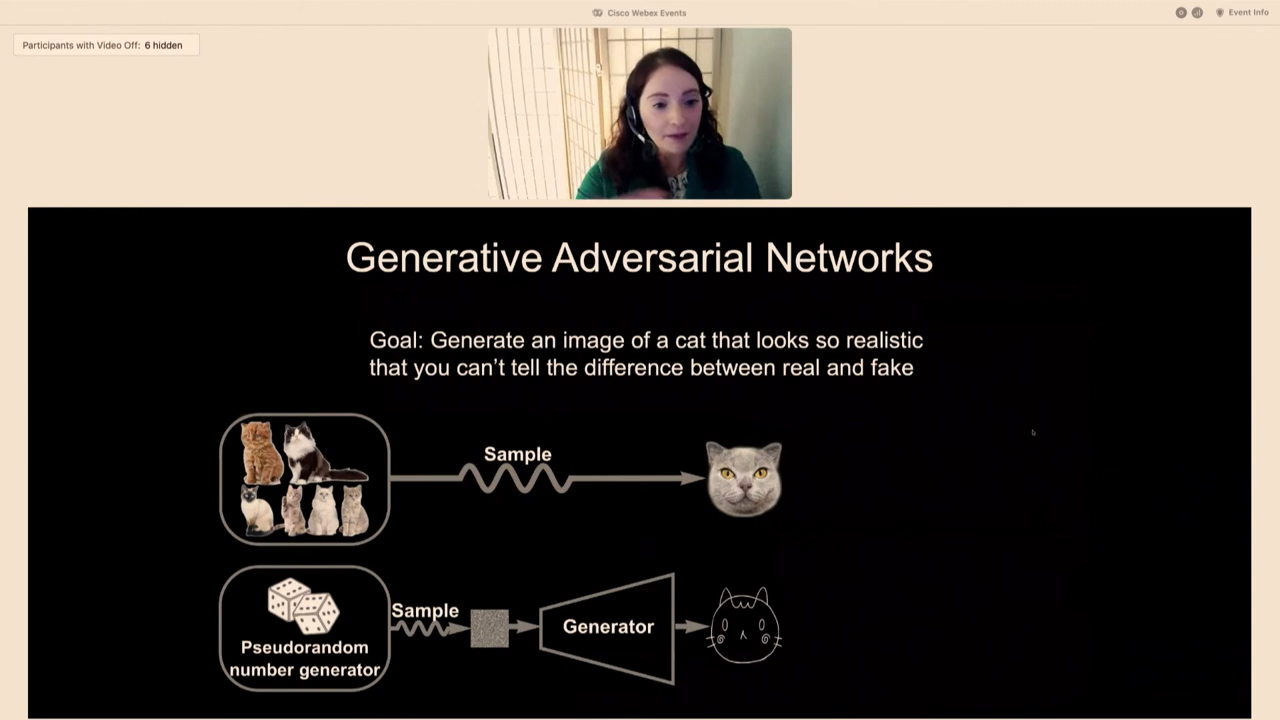 Cisco Webex Events
Event Info
Participants with Video Off: 6 hidden
Generative Adversarial Networks
Goal: Generate an image of a cat that looks so realistic
that you can’t tell the difference between real and fake
Sample
Sample
Generator
Pseudorandom
number generator